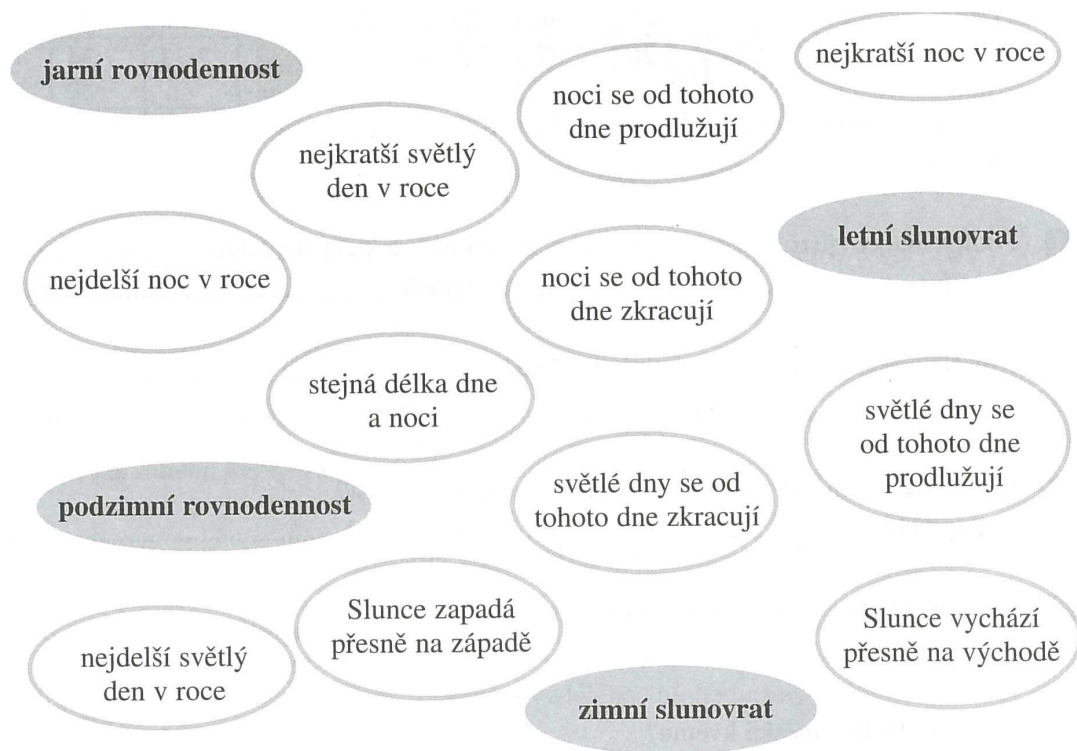 jarní rovnodennost
nejkratší noc v roce
noci se od tohoto
dne prodlužují
nejkratší světlý
den v roce
letní slunovrat
nejdelší noc v roce
noci se od tohoto
dne zkracují
stejná délka dne
a noci
světlé dny se
od tohoto dne
prodlužují
podzimní rovnodennost
světlé dny se od
tohoto dne zkracují
Slunce zapadá
přesně na západě
Slunce vychází
přesně na východě
nejdelší světlý
den v roce
zimní slunovrat